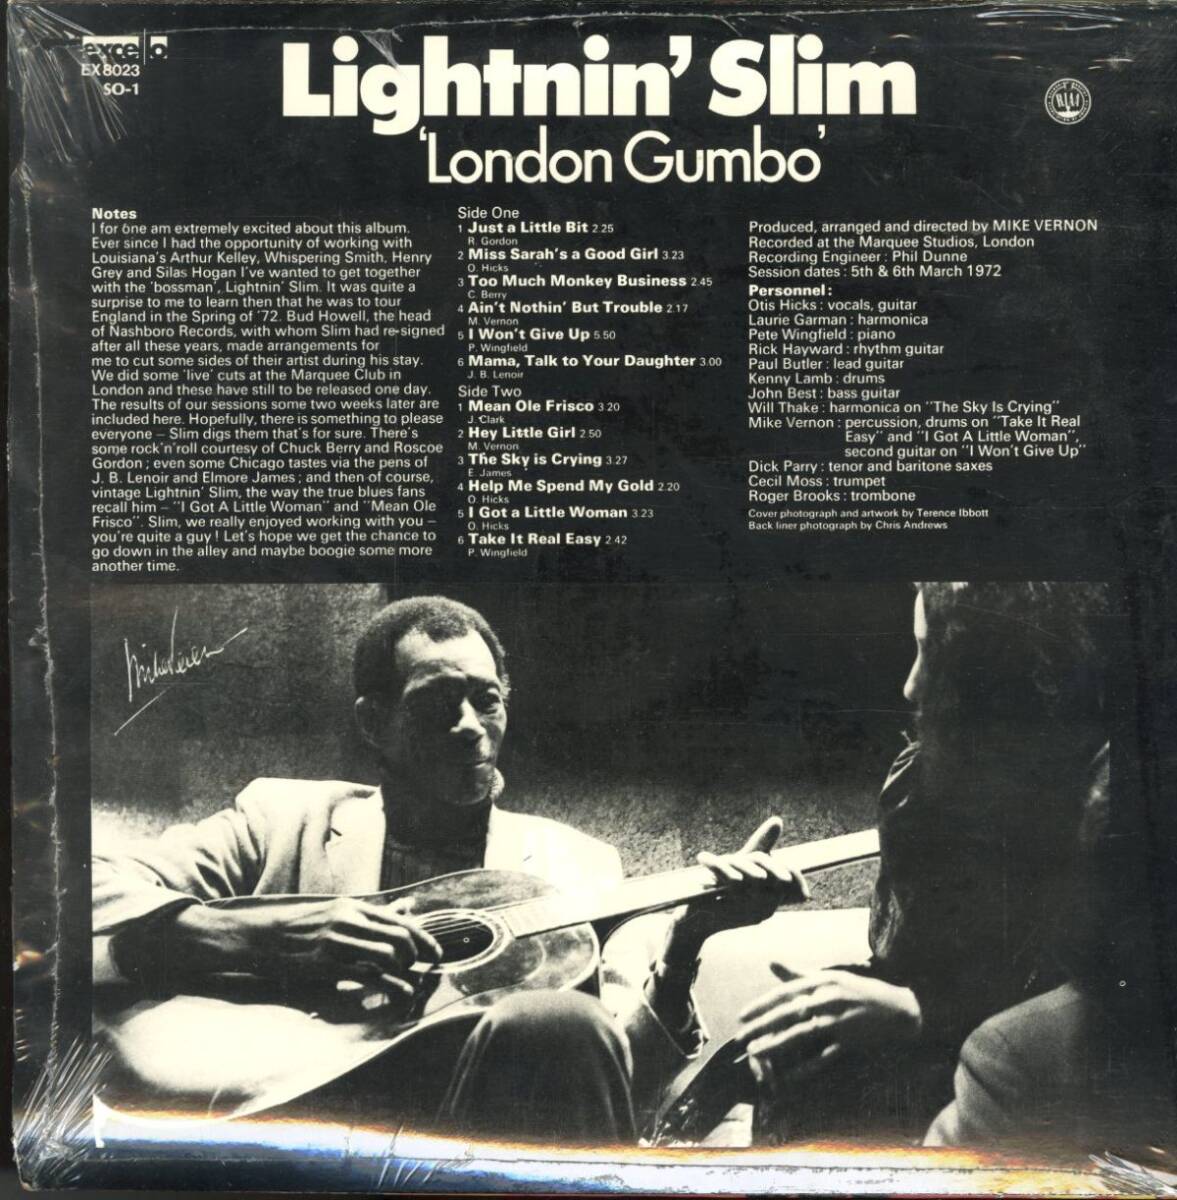 excello
EX8023
SO-1
Lightnin' Slim
'London Gumbo'
RIAA
Notes
I for one am extremely excited about this album.
Ever since I had the opportunity of working with
Louisiana's Arthur Kelley, Whispering Smith, Henry
Grey and Silas Hogan I've wanted to get together
with the 'bossman', Lightnin' Slim. It was quite a
surprise to me to learn then that he was to tour
England in the Spring of '72. Bud Howell, the head
of Nashboro Records, with whom Slim had re-signed
after all these years, made arrangements for
me to cut some sides of their artist during his stay.
We did some 'live' cuts at the Marquee Club in
London and these have still to be released one day.
The results of our sessions some two weeks later are
included here. Hopefully, there is something to please
everyone – Slim digs them that's for sure. There's
some rock'n'roll courtesy of Chuck Berry and Roscoe
Gordon ; even some Chicago tastes via the pens of
J. B. Lenoir and Elmore James ; and then of course,
vintage Lightnin' Slim, the way the true blues fans
recall him – "I Got A Little Woman" and "Mean Ole
Frisco". Slim, we really enjoyed working with you –
you're quite a guy ! Let's hope we get the chance to
go down in the alley and maybe boogie some more
another time.
Side One
1 Just a Little Bit 2.25
R. Gordon
2 Miss Sarah's a Good Girl 3.23
O. Hicks
3 Too Much Monkey Business 2.45
C. Berry
4 Ain't Nothin' But Trouble 2.17
M. Vernon
5 I Won't Give Up 5.50
P. Wingfield
6 Mama, Talk to Your Daughter 3.00
J. B. Lenoir
Side Two
1 Mean Ole Frisco 3 20
J. Clark
2 Hey Little Girl 2.50
M. Vernon
3 The Sky is Crying 3.27
E. James
4 Help Me Spend My Gold 2.20
O. Hicks
5 I Got a Little Woman 3.23
O. Hicks
6 Take It Real Easy 2.42
P. Wingfield
Produced, arranged and directed by MIKE VERNON
Recorded at the Marquee Studios, London
Recording Engineer : Phil Dunne
Session dates : 5th & 6th March 1972
Personnel :
Otis Hicks : vocals, guitar
Laurie Garman : harmonica
Pete Wingfield : piano
Rick Hayward : rhythm guitar
Paul Butler : lead guitar
Kenny Lamb : drums
John Best : bass guitar
Will Thake : harmonica on "The Sky Is Crying"
Mike Vernon : percussion, drums on "Take It Real
Easy" and "I Got A Little Woman",
second guitar on "I Won't Give Up"
Dick Parry : tenor and baritone saxes
Cecil Moss : trumpet
Roger Brooks : trombone
Cover photograph and artwork by Terence Ibbott
Back liner photograph by Chris Andrews
Mike Vernon